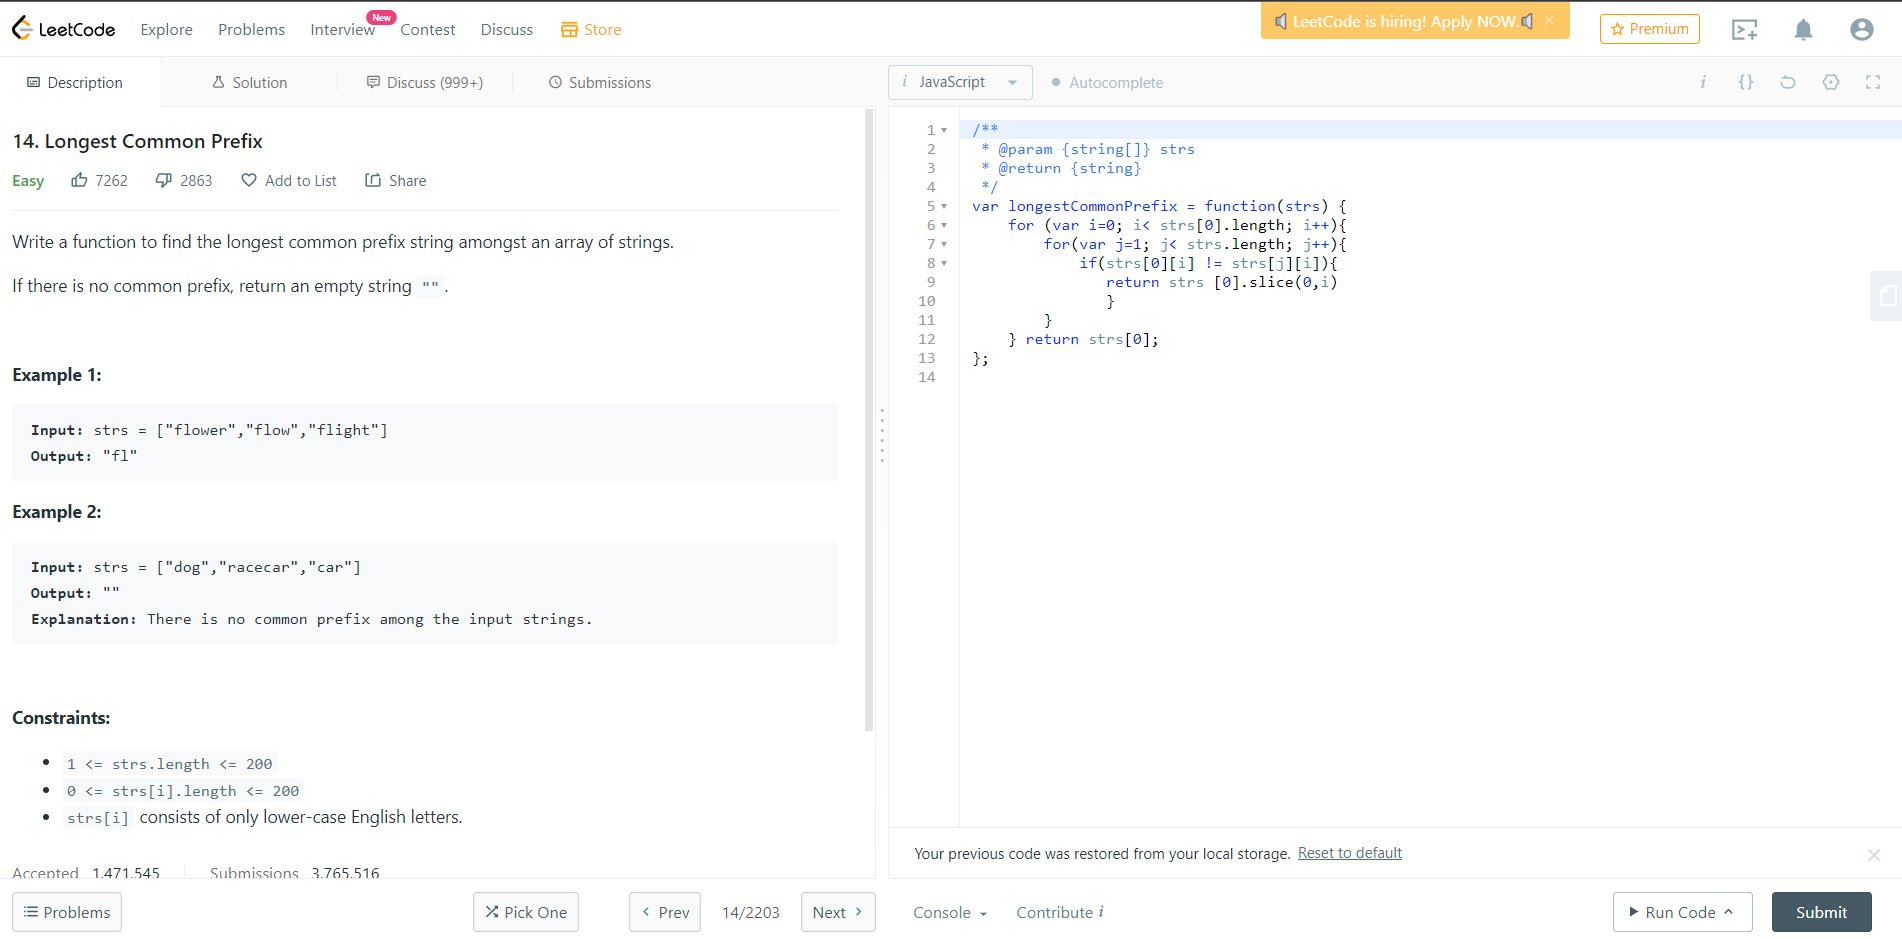 LeetCode Explore Problems Interview New Contest Discuss Store LeetCode is hiring! Apply NOW. × Premium
Description Solution Discuss (999+) Submissions
14. Longest Common Prefix
Easy 7262 2863 Add to List Share
Write a function to find the longest common prefix string amongst an array of strings.
If there is no common prefix, return an empty string "".
Example 1:
Input: strs = ["flower","flow","flight"]
Output: "fl"
Example 2:
Input: strs = ["dog","racecar","car"]
Output: ""
Explanation: There is no common prefix among the input strings.
Constraints:
• 1 <= strs.length <= 200
• 0 <= strs[i].length <= 200
• strs[i] consists of only lower-case English letters.
Accepted 1,471,545 Submissions 3,765,516
Problems Pick One < Prev 14/2203 Next >
i JavaScript Autocomplete i {}
1 /**
2  * @param {string[]} strs
3  * @return {string}
4  */
5 var longestCommonPrefix = function(strs) {
6     for (var i=0; i< strs[0].length; i++){
7         for(var j=1; j< strs.length; j++){
8             if(strs[0][i] != strs[j][i]){
9                return strs [0].slice(0,i)
10                }
11         }
12     } return strs[0];
13 };
14
Your previous code was restored from your local storage. Reset to default
Console Contribute i Run Code Submit